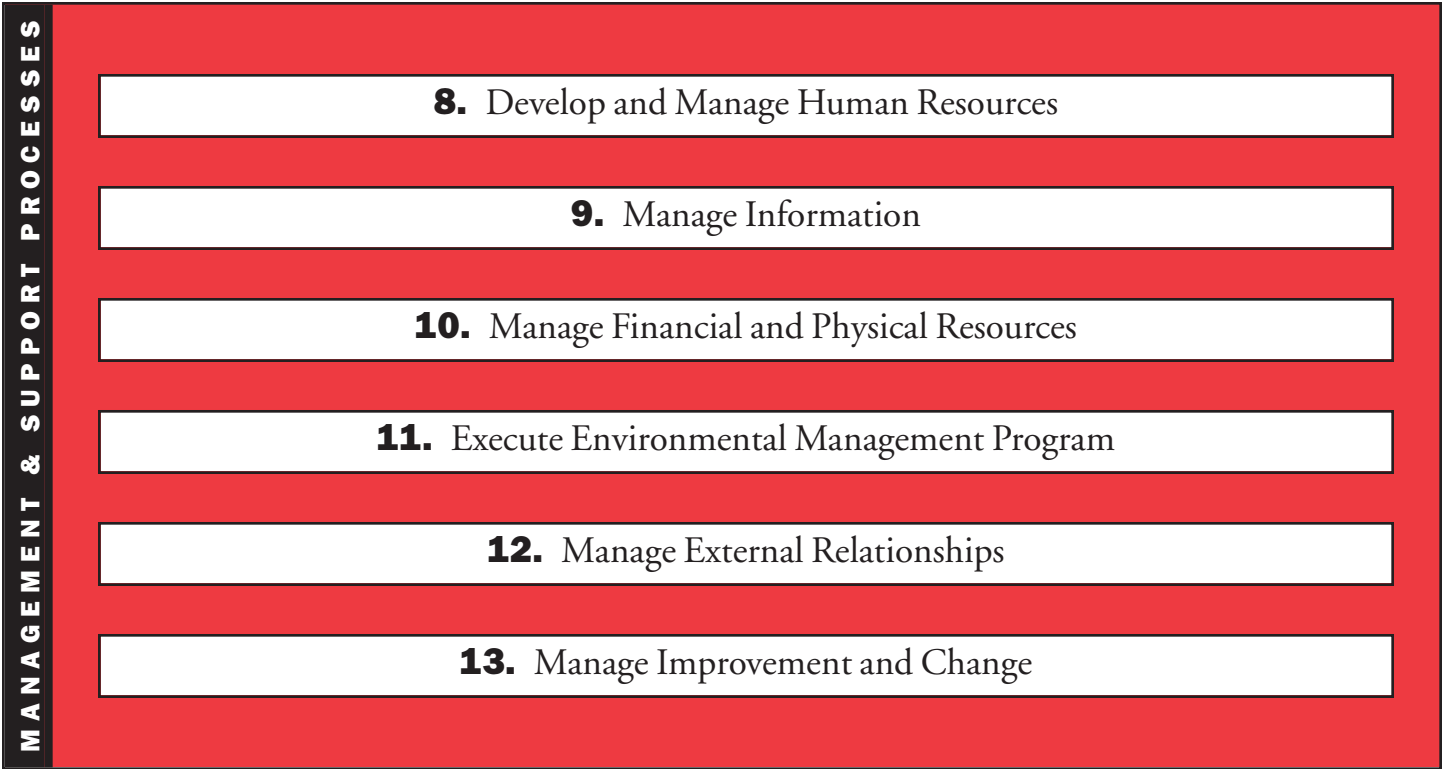 MANAGEMENT & SUPPORT PROCESSES
8. Develop and Manage Human Resources
9. Manage Information
10. Manage Financial and Physical Resources
11. Execute Environmental Management Program
12. Manage External Relationships
13. Manage Improvement and Change